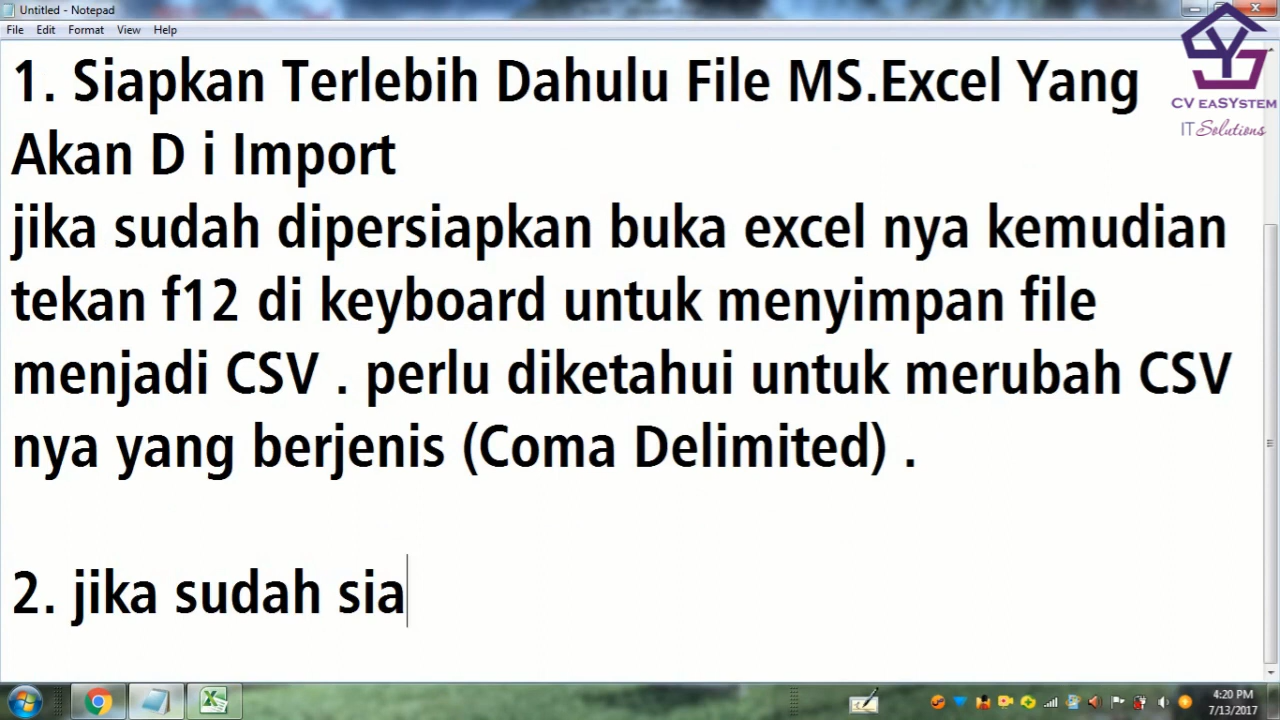 Untitled - Notepad
File Edit Format View Help
1. Siapkan Terlebih Dahulu File MS.Excel Yang
Akan D i Import
jika sudah dipersiapkan buka excel nya kemudian
tekan f12 di keyboard untuk menyimpan file
menjadi CSV . perlu diketahui untuk merubah CSV
nya yang berjenis (Coma Delimited) .
2. jika sudah sia
CV eaSYstem
IT Solutions
4:20 PM
7/13/2017